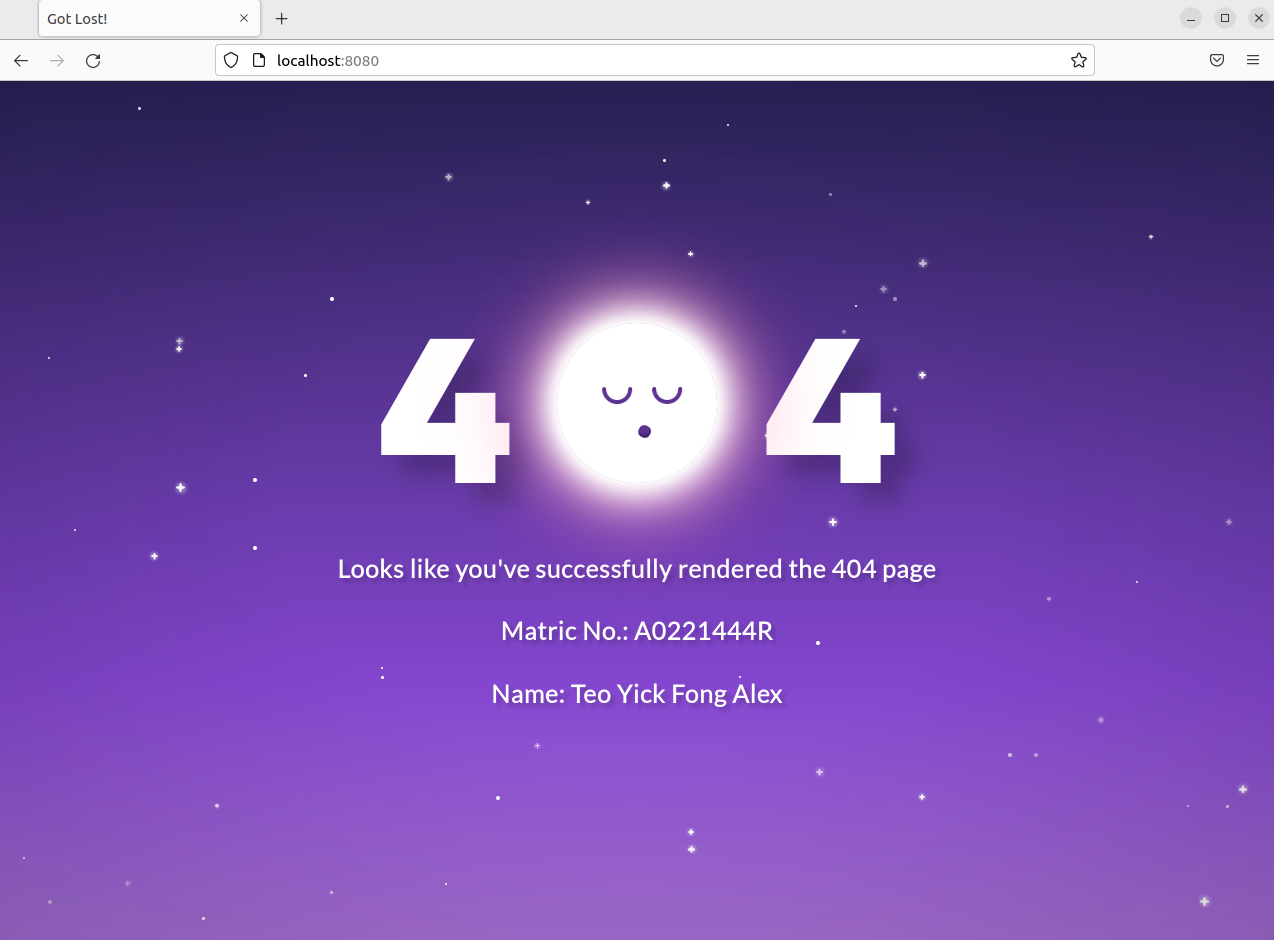 Got Lost!
localhost:8080
4 4
Looks like you've successfully rendered the 404 page
Matric No.: A0221444R
Name: Teo Yick Fong Alex